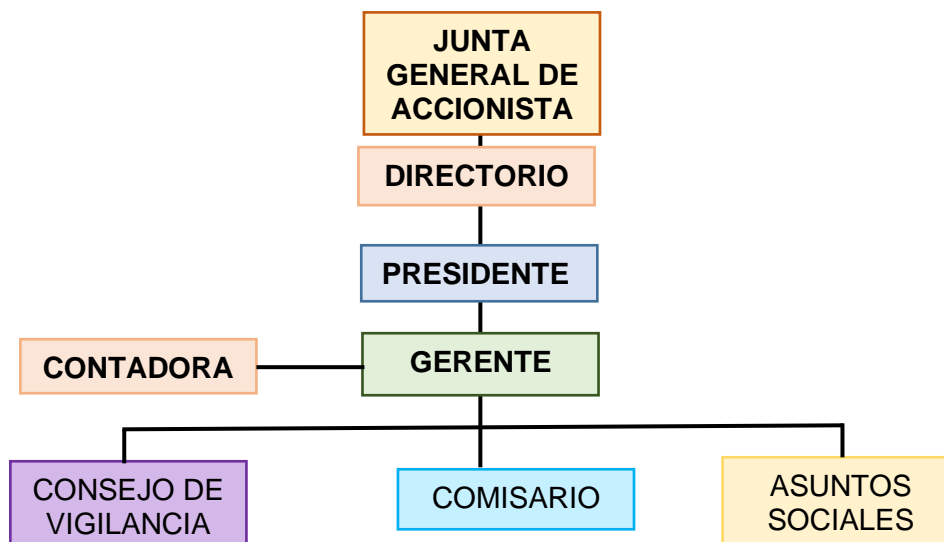 JUNTA
GENERAL DE
ACCIONISTA
DIRECTORIO
PRESIDENTE
GERENTE
CONTADORA
CONSEJO DE
VIGILANCIA
COMISARIO
ASUNTOS
SOCIALES